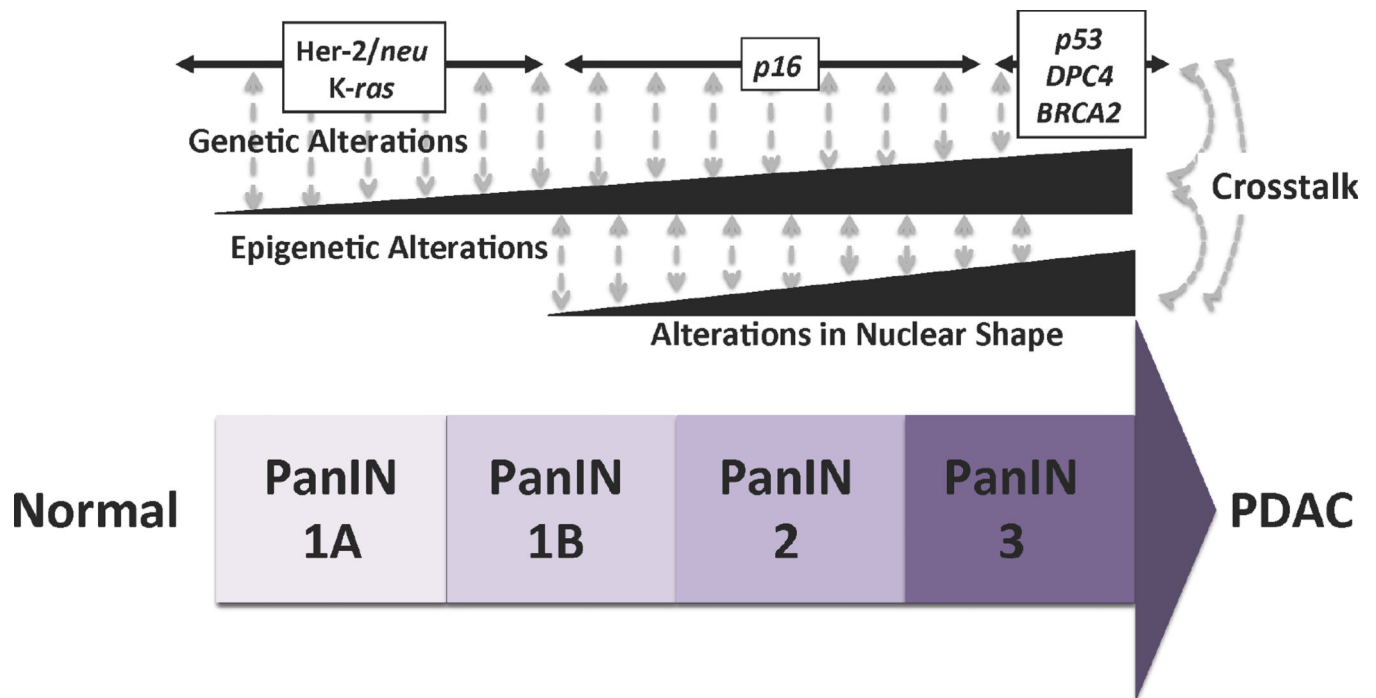 Her-2/neu
K-ras
p16
p53
DPC4
BRCA2
Genetic Alterations
Crosstalk
Epigenetic Alterations
Alterations in Nuclear Shape
Normal
PanIN
1A
PanIN
1B
PanIN
2
PanIN
3
PDAC